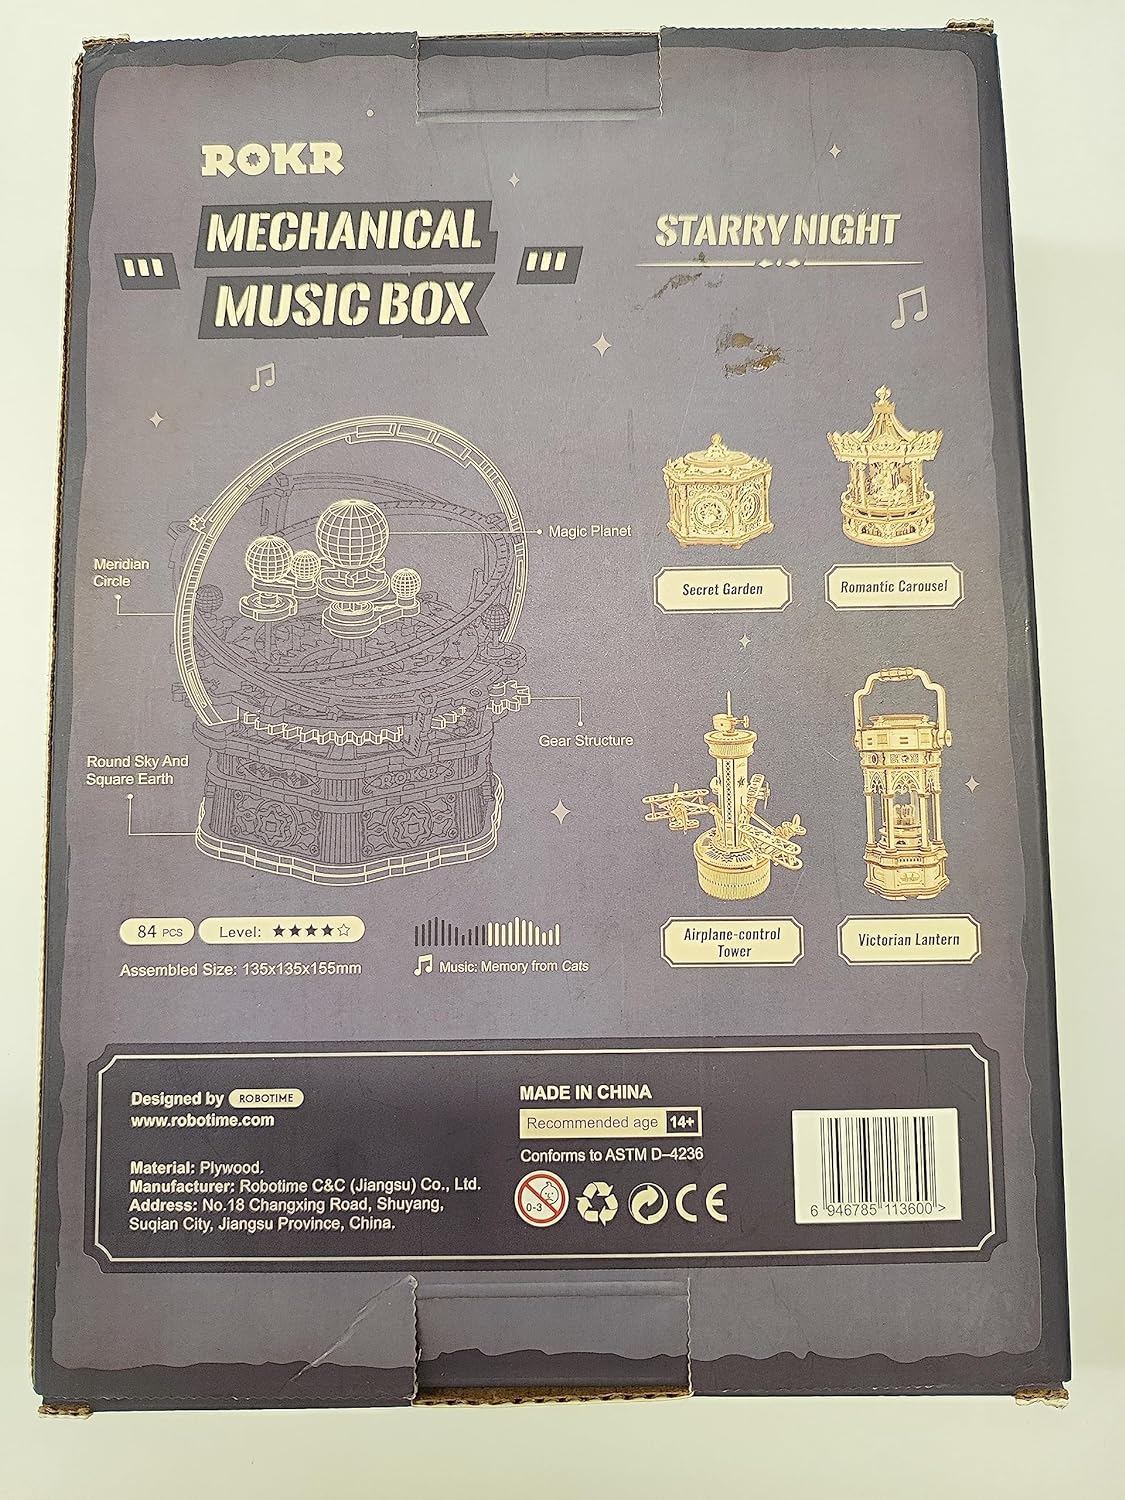 ROKR
MECHANICAL
MUSIC BOX
STARRY NIGHT
Magic Planet
Meridian
Circle
Gear Structure
Round Sky And
Square Earth
ROKR
Secret Garden
Romantic Carousel
Airplane-control
Tower
Victorian Lantern
84 PCS
Level: ★★★★☆
Assembled Size: 135x135x155mm
Music: Memory from Cats
Designed by ROBOTIME
www.robotime.com
Material: Plywood.
Manufacturer: Robotime C&C (Jiangsu) Co., Ltd.
Address: No.18 Changxing Road, Shuyang,
Suqian City, Jiangsu Province, China.
MADE IN CHINA
Recommended age 14+
Conforms to ASTM D–4236
0-3
CE
6 946785 113600 >